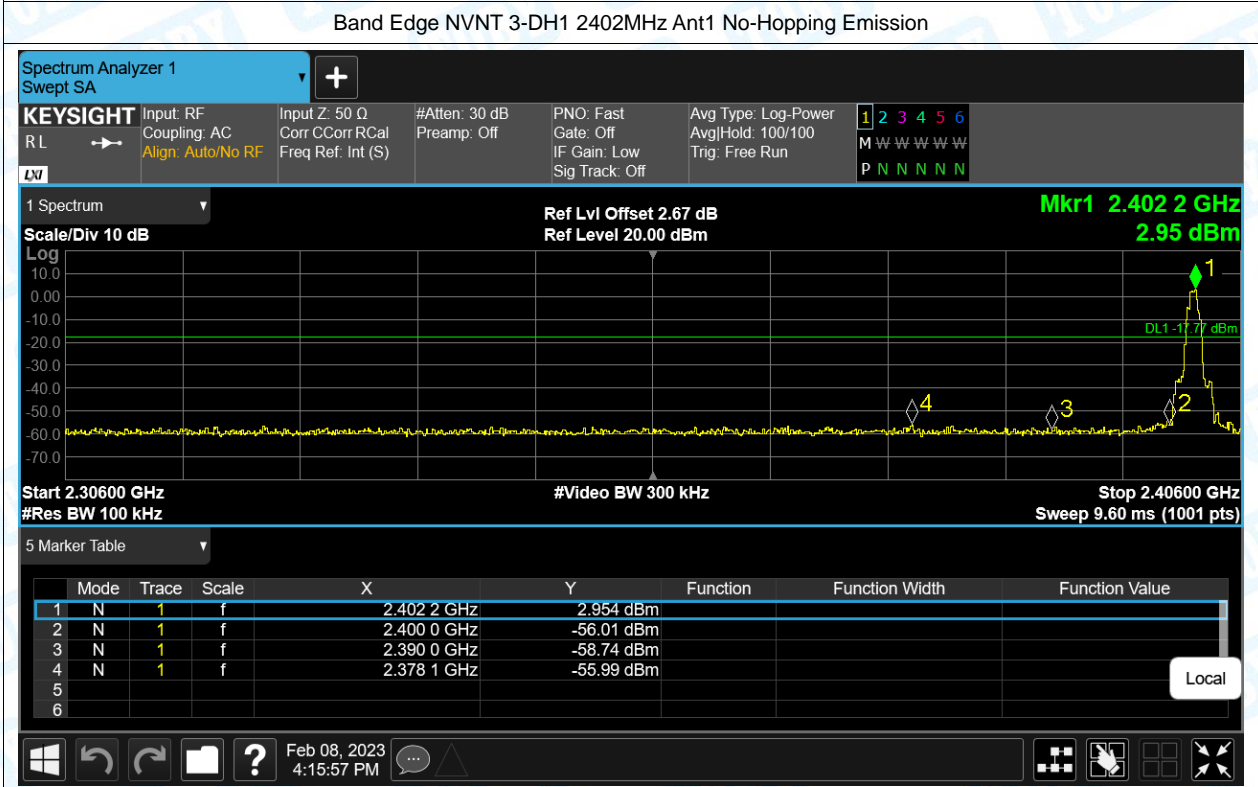 Band Edge NVNT 3-DH1 2402MHz Ant1 No-Hopping Emission
Spectrum Analyzer 1
Swept SA
KEYSIGHT
RL
LXI
Input: RF
Coupling: AC
Align: Auto/No RF
Input Z: 50 Ω
Corr CCorr RCal
Freq Ref: Int (S)
#Atten: 30 dB
Preamp: Off
PNO: Fast
Gate: Off
IF Gain: Low
Sig Track: Off
Avg Type: Log-Power
Avg|Hold: 100/100
Trig: Free Run
1 2 3 4 5 6
M W W W W W
P N N N N N
1 Spectrum
Scale/Div 10 dB
Ref Lvl Offset 2.67 dB
Ref Level 20.00 dBm
Mkr1 2.402 2 GHz
2.95 dBm
Log
10.0
0.00
-10.0
-20.0
-30.0
-40.0
-50.0
-60.0
-70.0
1
DL1 -17.77 dBm
4
3
2
Start 2.30600 GHz
#Video BW 300 kHz
Stop 2.40600 GHz
#Res BW 100 kHz
Sweep 9.60 ms (1001 pts)
5 Marker Table
Mode Trace Scale X Y Function Function Width Function Value
1 N 1 f 2.402 2 GHz 2.954 dBm
2 N 1 f 2.400 0 GHz -56.01 dBm
3 N 1 f 2.390 0 GHz -58.74 dBm
4 N 1 f 2.378 1 GHz -55.99 dBm
5
6
Local
?
Feb 08, 2023
4:15:57 PM